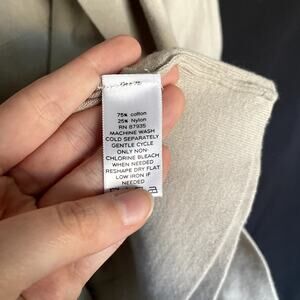 75% cotton
25% Nylon
RN 87935
MACHINE WASH
COLD SEPARATELY
GENTLE CYCLE
ONLY NON-
CHLORINE BLEACH
WHEN NEEDED
RESHAPE DRY FLAT
LOW IRON IF
NEEDED